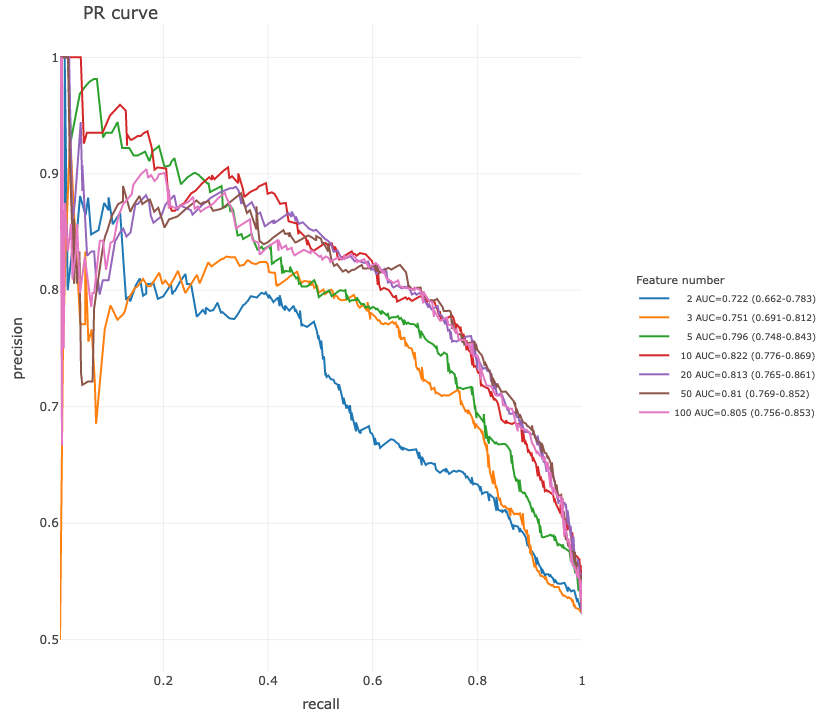 PR curve
1
0.9
0.8
0.7
0.6
0.5
precision
0.2
0.4
0.6
0.8
1
recall
Feature number
2 AUC=0.722 (0.662-0.783)
3 AUC=0.751 (0.691-0.812)
5 AUC=0.796 (0.748-0.843)
10 AUC=0.822 (0.776-0.869)
20 AUC=0.813 (0.765-0.861)
50 AUC=0.81 (0.769-0.852)
100 AUC=0.805 (0.756-0.853)